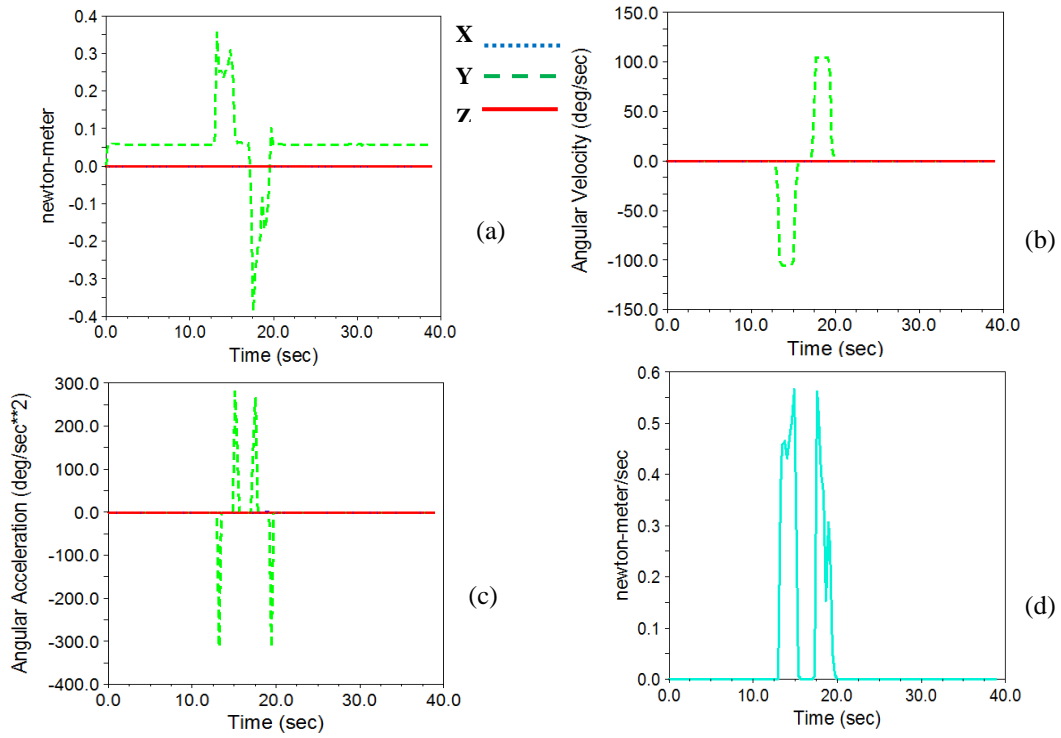 0.4
0.3
0.2
0.1
0.0
-0.1
-0.2
-0.3
-0.4
newton-meter
0.0 10.0 20.0 30.0 40.0
Time (sec)
(a)
X
Y
Z
150.0
100.0
50.0
0.0
-50.0
-100.0
-150.0
Angular Velocity (deg/sec)
0.0 10.0 20.0 30.0 40.0
Time (sec)
(b)
300.0
200.0
100.0
0.0
-100.0
-200.0
-300.0
-400.0
Angular Acceleration (deg/sec**2)
0.0 10.0 20.0 30.0 40.0
Time (sec)
(c)
0.6
0.5
0.4
0.3
0.2
0.1
0.0
newton-meter/sec
0.0 10.0 20.0 30.0 40.0
Time (sec)
(d)